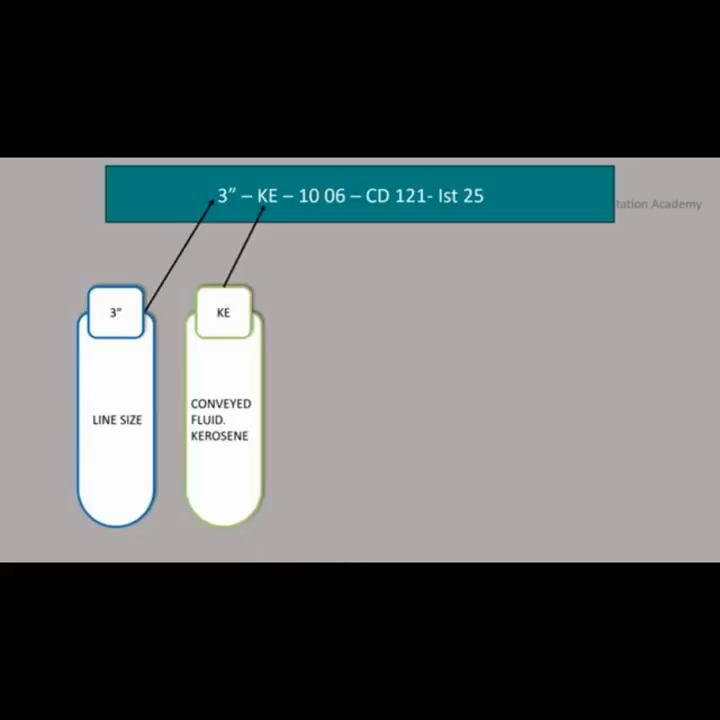 3” – KE – 10 06 – CD 121- Ist 25
tation Academy
3”
KE
LINE SIZE
CONVEYED
FLUID.
KEROSENE